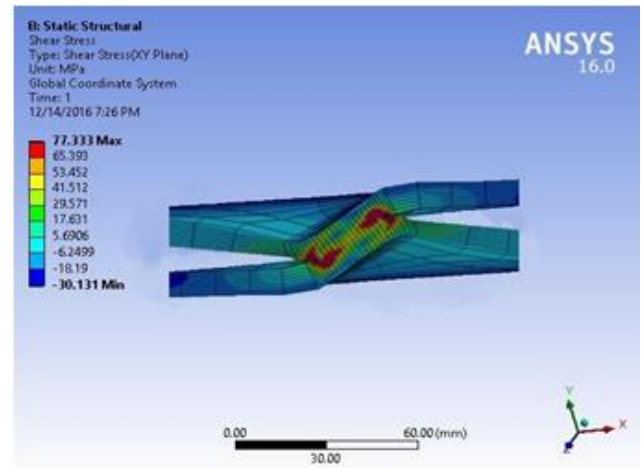 B: Static Structural
Shear Stress
Type: Shear Stress(XY Plane)
Unit: MPa
Global Coordinate System
Time: 1
12/14/2016 7:26 PM
77.333 Max
65.393
53.452
41.512
29.571
17.631
5.6906
-6.2499
-18.19
-30.131 Min
ANSYS
16.0
0.00 60.00 (mm)
30.00
Y
X
Z